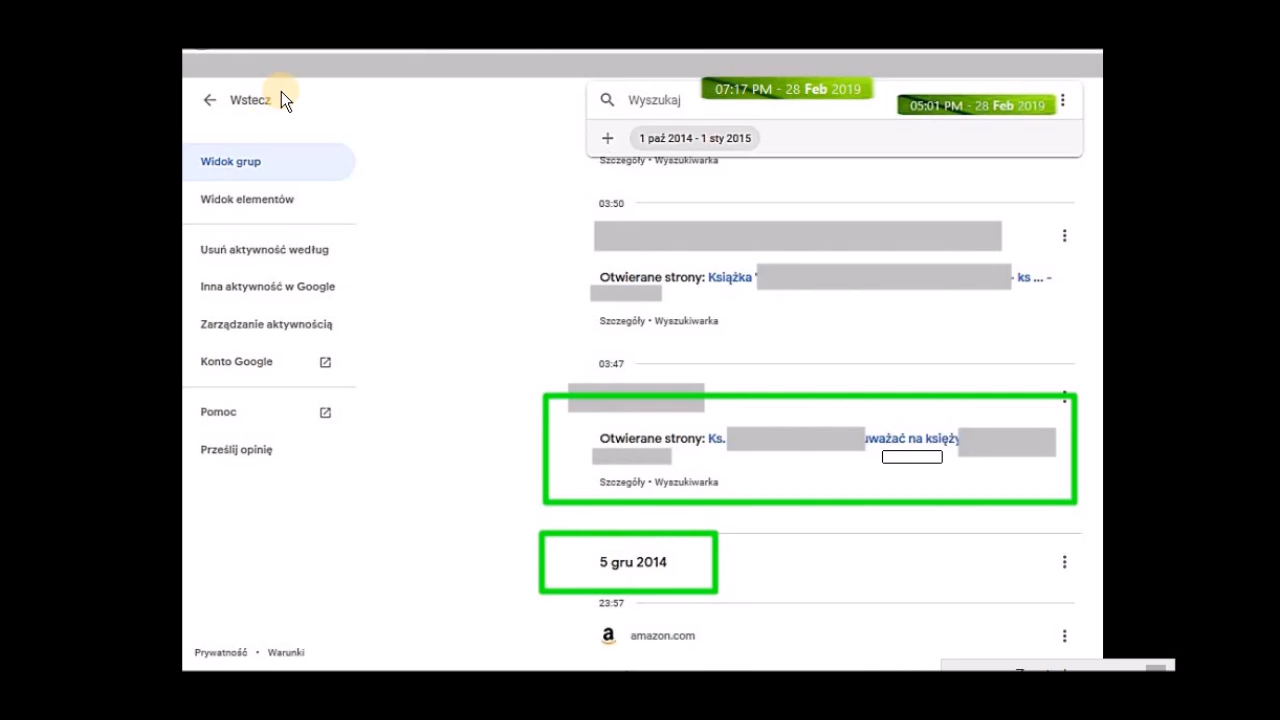 Wstecz
Wyszukaj
07:17 PM - 28 Feb 2019
05:01 PM - 28 Feb 2019
1 paź 2014 - 1 sty 2015
Szczegóły • Wyszukiwarka
Widok grup
Widok elementów
Usuń aktywność według
Inna aktywność w Google
Zarządzanie aktywnością
Konto Google
Pomoc
Prześlij opinię
03:50
Otwierane strony: Książka ' - ks ... -
Szczegóły • Wyszukiwarka
03:47
Otwierane strony: Ks. uważać na księży
Szczegóły • Wyszukiwarka
5 gru 2014
23:57
a amazon.com
Prywatność • Warunki